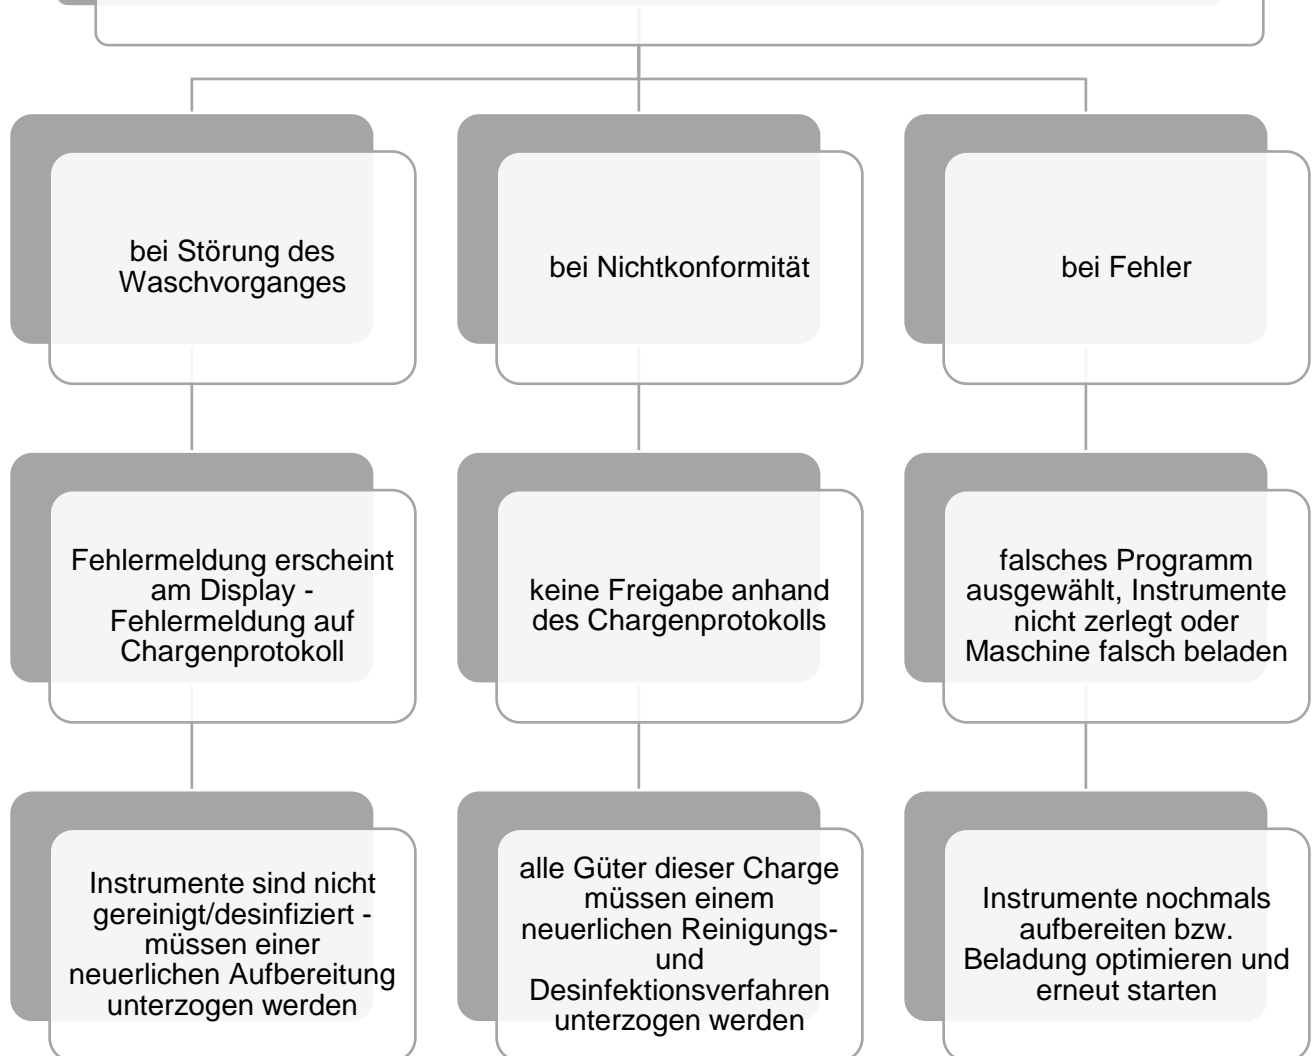 bei Störung des
Waschvorganges
bei Nichtkonformität
bei Fehler
Fehlermeldung erscheint
am Display -
Fehlermeldung auf
Chargenprotokoll
keine Freigabe anhand
des Chargenprotokolls
falsches Programm
ausgewählt, Instrumente
nicht zerlegt oder
Maschine falsch beladen
Instrumente sind nicht
gereinigt/desinfiziert -
müssen einer
neuerlichen Aufbereitung
unterzogen werden
alle Güter dieser Charge
müssen einem
neuerlichen Reinigungs-
und
Desinfektionsverfahren
unterzogen werden
Instrumente nochmals
aufbereiten bzw.
Beladung optimieren und
erneut starten